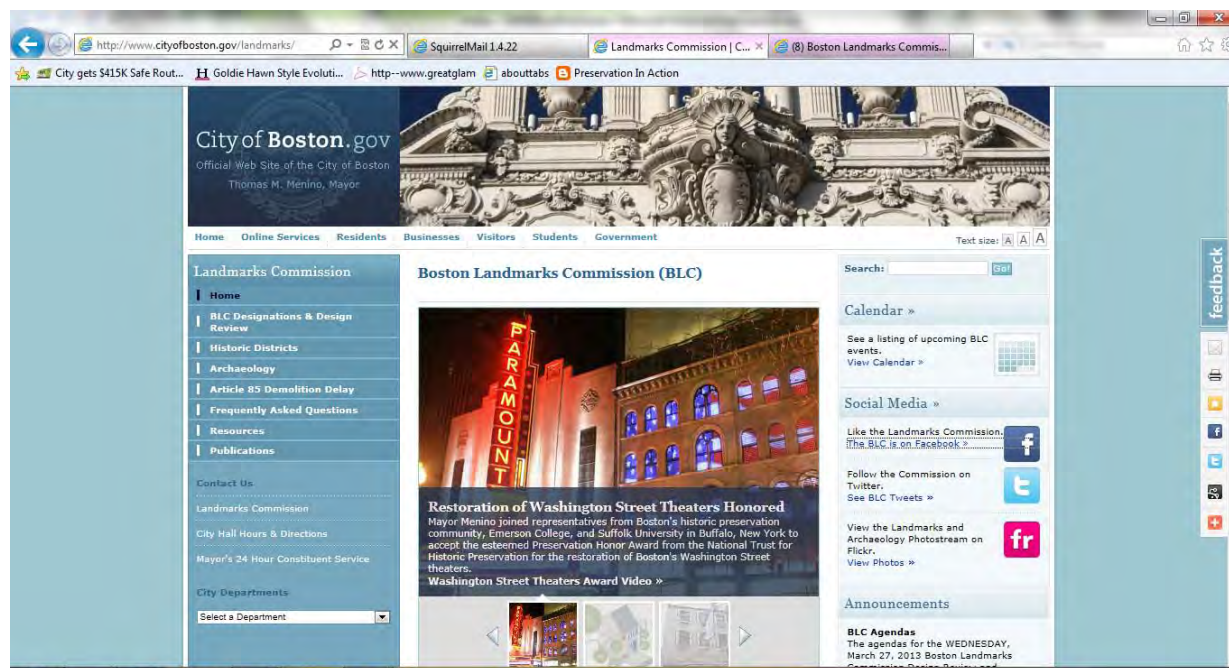 http://www.cityofboston.gov/landmarks/
SquirrelMail 1.4.22
Landmarks Commission | C...
(8) Boston Landmarks Commis...
City gets $415K Safe Rout...
Goldie Hawn Style Evoluti...
http--www.greatglam
abouttabs
Preservation In Action
City of Boston.gov
Official Web Site of the City of Boston
Thomas M. Menino, Mayor
Home Online Services Residents Businesses Visitors Students Government
Text size: A A A
Landmarks Commission
Home
BLC Designations & Design
Review
Historic Districts
Archaeology
Article 85 Demolition Delay
Frequently Asked Questions
Resources
Publications
Contact Us
Landmarks Commission
City Hall Hours & Directions
Mayor's 24 Hour Constituent Service
City Departments
Select a Department
Boston Landmarks Commission (BLC)
PARAMOUNT
Restoration of Washington Street Theaters Honored
Mayor Menino joined representatives from Boston's historic preservation
community, Emerson College, and Suffolk University in Buffalo, New York to
accept the esteemed Preservation Honor Award from the National Trust for
Historic Preservation for the restoration of Boston's Washington Street
theaters.
Washington Street Theaters Award Video »
Search: Go!
Calendar »
See a listing of upcoming BLC
events.
View Calendar »
Social Media »
Like the Landmarks Commission.
The BLC is on Facebook »
f
Follow the Commission on
Twitter.
See BLC Tweets »
t
View the Landmarks and
Archaeology Photostream on
Flickr.
View Photos »
fr
Announcements
BLC Agendas
The agendas for the WEDNESDAY,
March 27, 2013 Boston Landmarks
Commission Design Review and
feedback